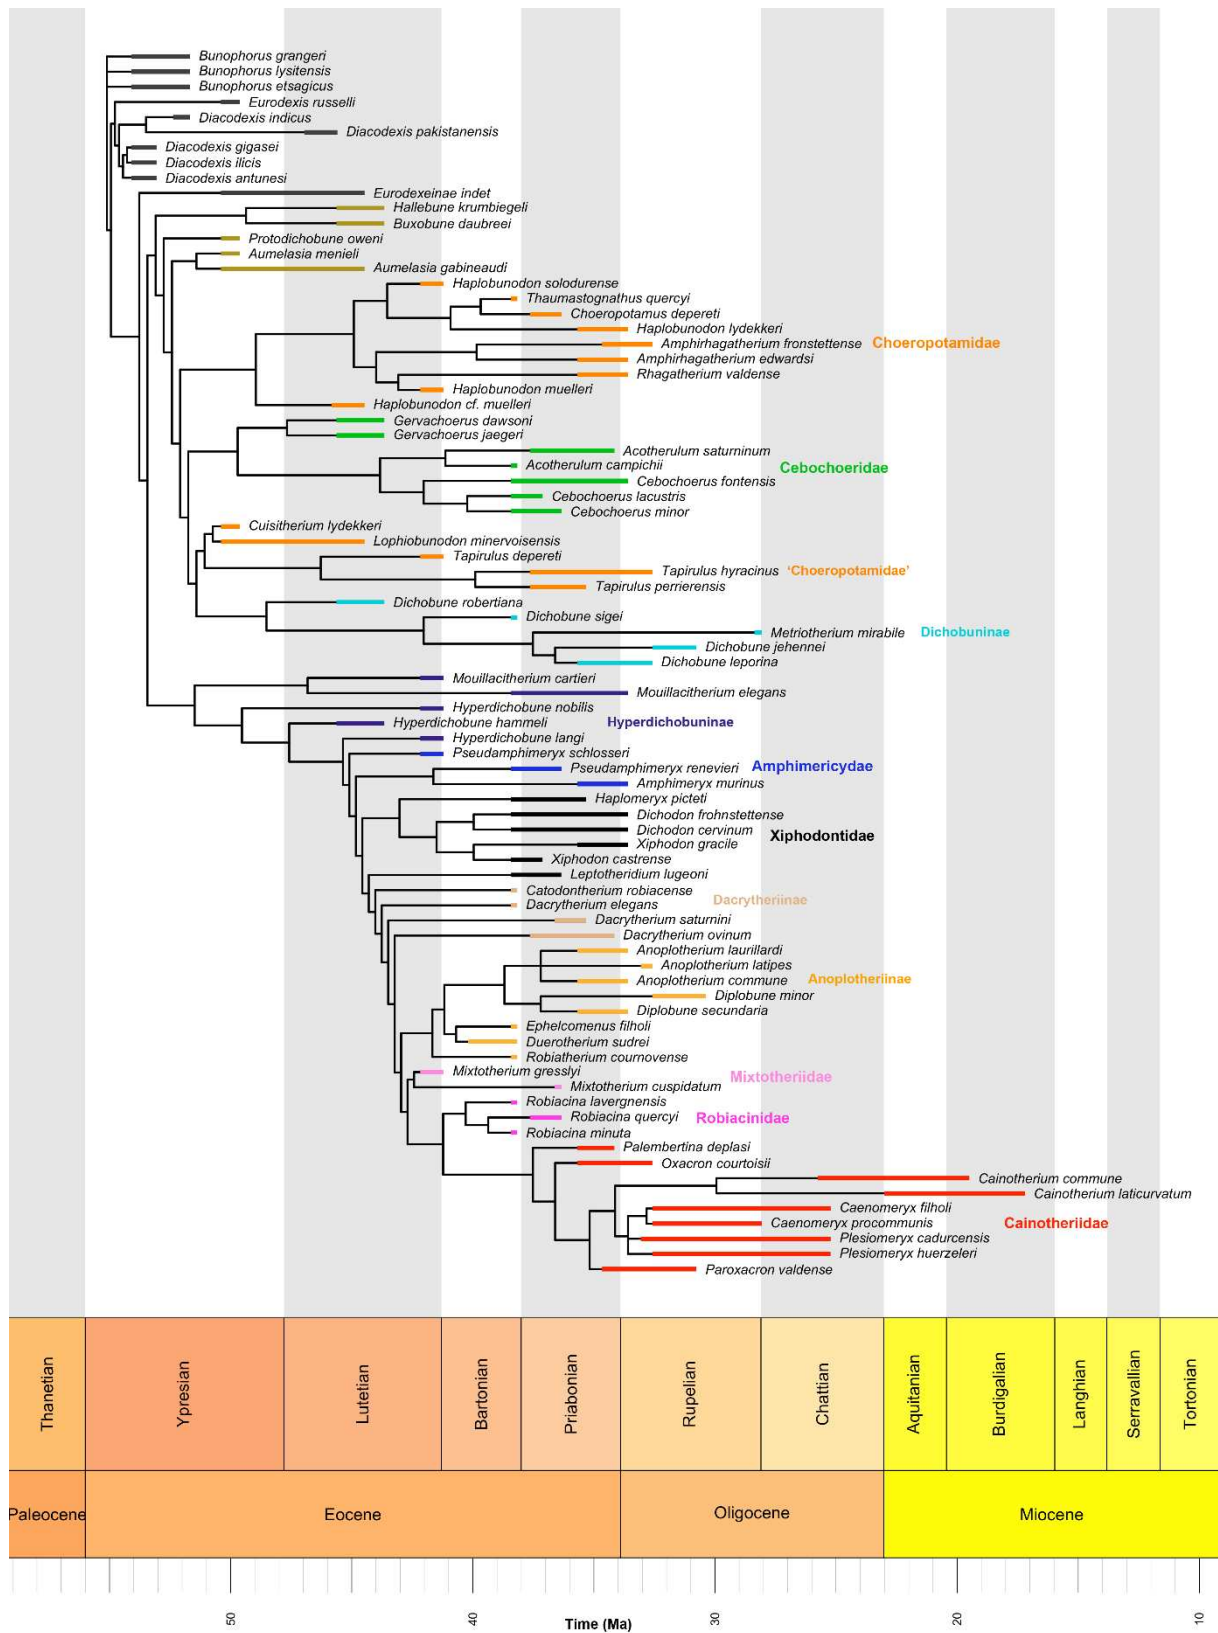 Bunophorus grangeri
Bunophorus lysitensis
Bunophorus etsagicus
Eurodexis russelli
Diacodexis indicus
Diacodexis pakistanensis
Diacodexis gigasei
Diacodexis ilicis
Diacodexis antunesi
Eurodexeinae indet
Hallebune krumbiegeli
Buxobune daubreei
Protodichobune oweni
Aumelasia menieli
Aumelasia gabineaudi
Haplobunodon solodurense
Thaumastognathus quercyi
Choeropotamus depereti
Haplobunodon lydekkeri
Amphirhagatherium fronstettense Choeropotamidae
Amphirhagatherium edwardsi
Rhagatherium valdense
Haplobunodon muelleri
Haplobunodon cf. muelleri
Gervachoerus dawsoni
Gervachoerus jaegeri
Acotherulum saturninum
Acotherulum campichii Cebochoeridae
Cebochoerus fontensis
Cebochoerus lacustris
Cebochoerus minor
Cuisitherium lydekkeri
Lophiobunodon minervoisensis
Tapirulus depereti
Tapirulus hyracinus ‘Choeropotamidae’
Tapirulus perrierensis
Dichobune robertiana
Dichobune sigei
Metriotherium mirabile Dichobuninae
Dichobune jehennei
Dichobune leporina
Mouillacitherium cartieri
Mouillacitherium elegans
Hyperdichobune nobilis
Hyperdichobune hammeli Hyperdichobuninae
Hyperdichobune langi
Pseudamphimeryx schlosseri
Pseudamphimeryx renevieri Amphimericydae
Amphimeryx murinus
Haplomeryx picteti
Dichodon frohnstettense
Dichodon cervinum Xiphodontidae
Xiphodon gracile
Xiphodon castrense
Leptotheridium lugeoni
Catodontherium robiacense
Dacrytherium elegans Dacrytheriinae
Dacrytherium saturnini
Dacrytherium ovinum
Anoplotherium laurillardi
Anoplotherium latipes
Anoplotherium commune Anoplotheriinae
Diplobune minor
Diplobune secundaria
Ephelcomenus filholi
Duerotherium sudrei
Robiatherium cournovense
Mixtotherium gresslyi Mixtotheriidae
Mixtotherium cuspidatum
Robiacina lavergnensis
Robiacina quercyi Robiacinidae
Robiacina minuta
Palembertina deplasi
Oxacron courtoisii
Cainotherium commune
Cainotherium laticurvatum
Caenomeryx filholi
Caenomeryx procommunis Cainotheriidae
Plesiomeryx cadurcensis
Plesiomeryx huerzeleri
Paroxacron valdense
Thanetian Ypresian Lutetian Bartonian Priabonian Rupelian Chattian Aquitanian Burdigalian Langhian Serravallian Tortonian
Paleocene Eocene Oligocene Miocene
50 40 30 20 10
Time (Ma)